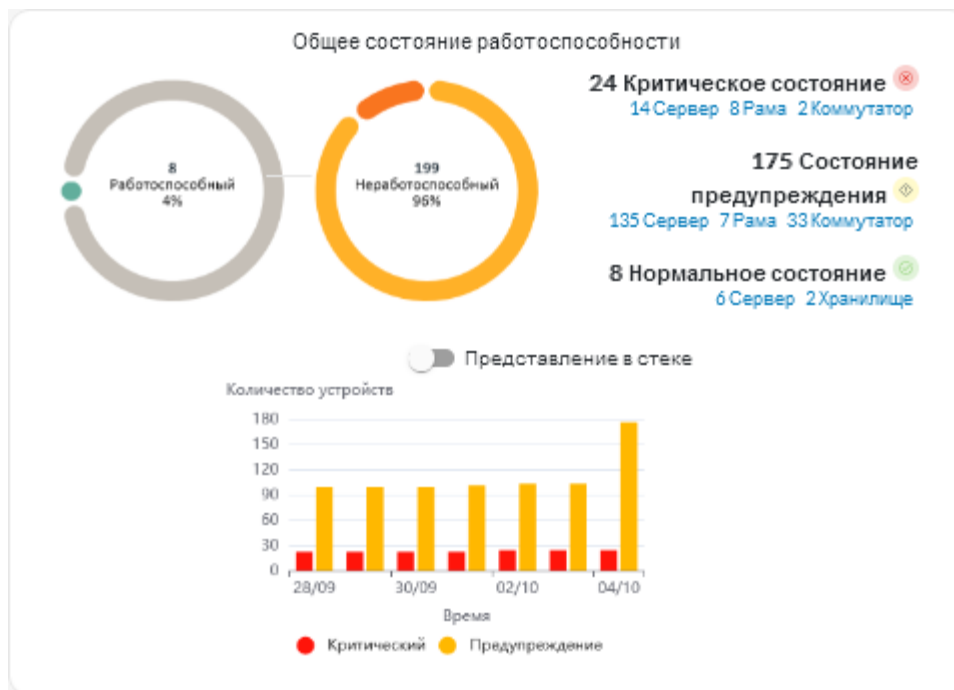 Общее состояние работоспособности
8
Работоспособный
4%
199
Неработоспособный
96%
24 Критическое состояние
14 Сервер 8 Рама 2 Коммутатор
175 Состояние
предупреждения
135 Сервер 7 Рама 33 Коммутатор
8 Нормальное состояние
6 Сервер 2 Хранилище
Представление в стеке
Количество устройств
180
150
120
90
60
30
0
28/09 30/09 02/10 04/10
Время
Критический Предупреждение